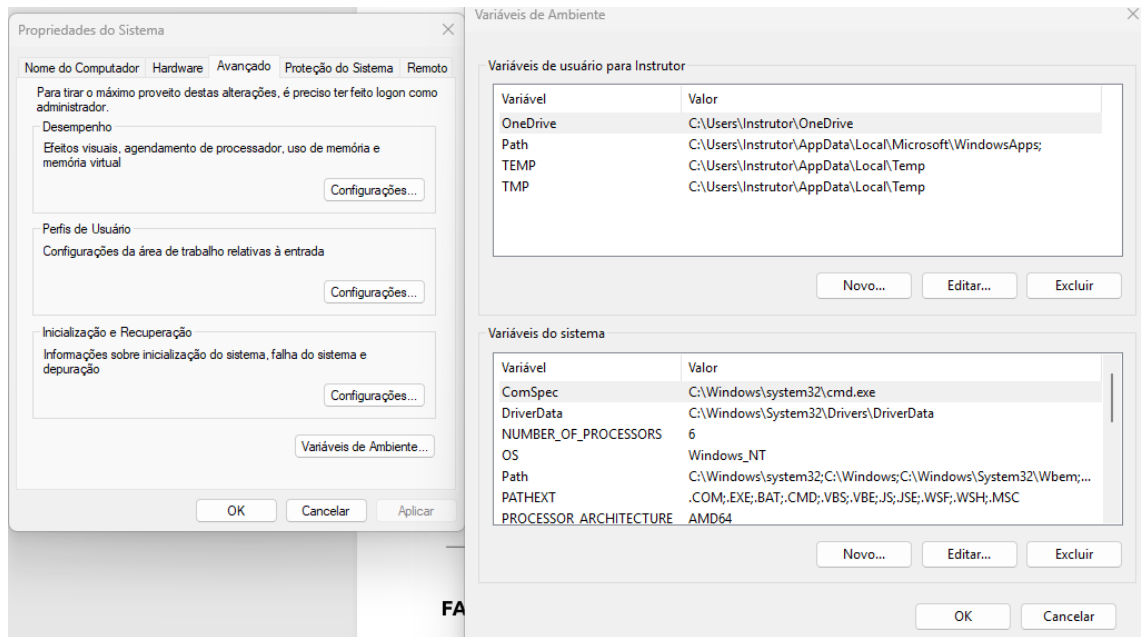 Propriedades do Sistema
Nome do Computador Hardware Avançado Proteção do Sistema Remoto
Para tirar o máximo proveito destas alterações, é preciso ter feito logon como
administrador.
Desempenho
Efeitos visuais, agendamento de processador, uso de memória e
memória virtual
Configurações...
Perfis de Usuário
Configurações da área de trabalho relativas à entrada
Configurações...
Inicialização e Recuperação
Informações sobre inicialização do sistema, falha do sistema e
depuração
Configurações...
Variáveis de Ambiente...
OK Cancelar Aplicar
FA
Variáveis de Ambiente
Variáveis de usuário para Instrutor
Variável Valor
OneDrive C:\Users\Instrutor\OneDrive
Path C:\Users\Instrutor\AppData\Local\Microsoft\WindowsApps;
TEMP C:\Users\Instrutor\AppData\Local\Temp
TMP C:\Users\Instrutor\AppData\Local\Temp
Novo... Editar... Excluir
Variáveis do sistema
Variável Valor
ComSpec C:\Windows\system32\cmd.exe
DriverData C:\Windows\System32\Drivers\DriverData
NUMBER_OF_PROCESSORS 6
OS Windows_NT
Path C:\Windows\system32;C:\Windows;C:\Windows\System32\Wbem;...
PATHEXT .COM;.EXE;.BAT;.CMD;.VBS;.VBE;.JS;.JSE;.WSF;.WSH;.MSC
PROCESSOR_ARCHITECTURE AMD64
Novo... Editar... Excluir
OK Cancelar